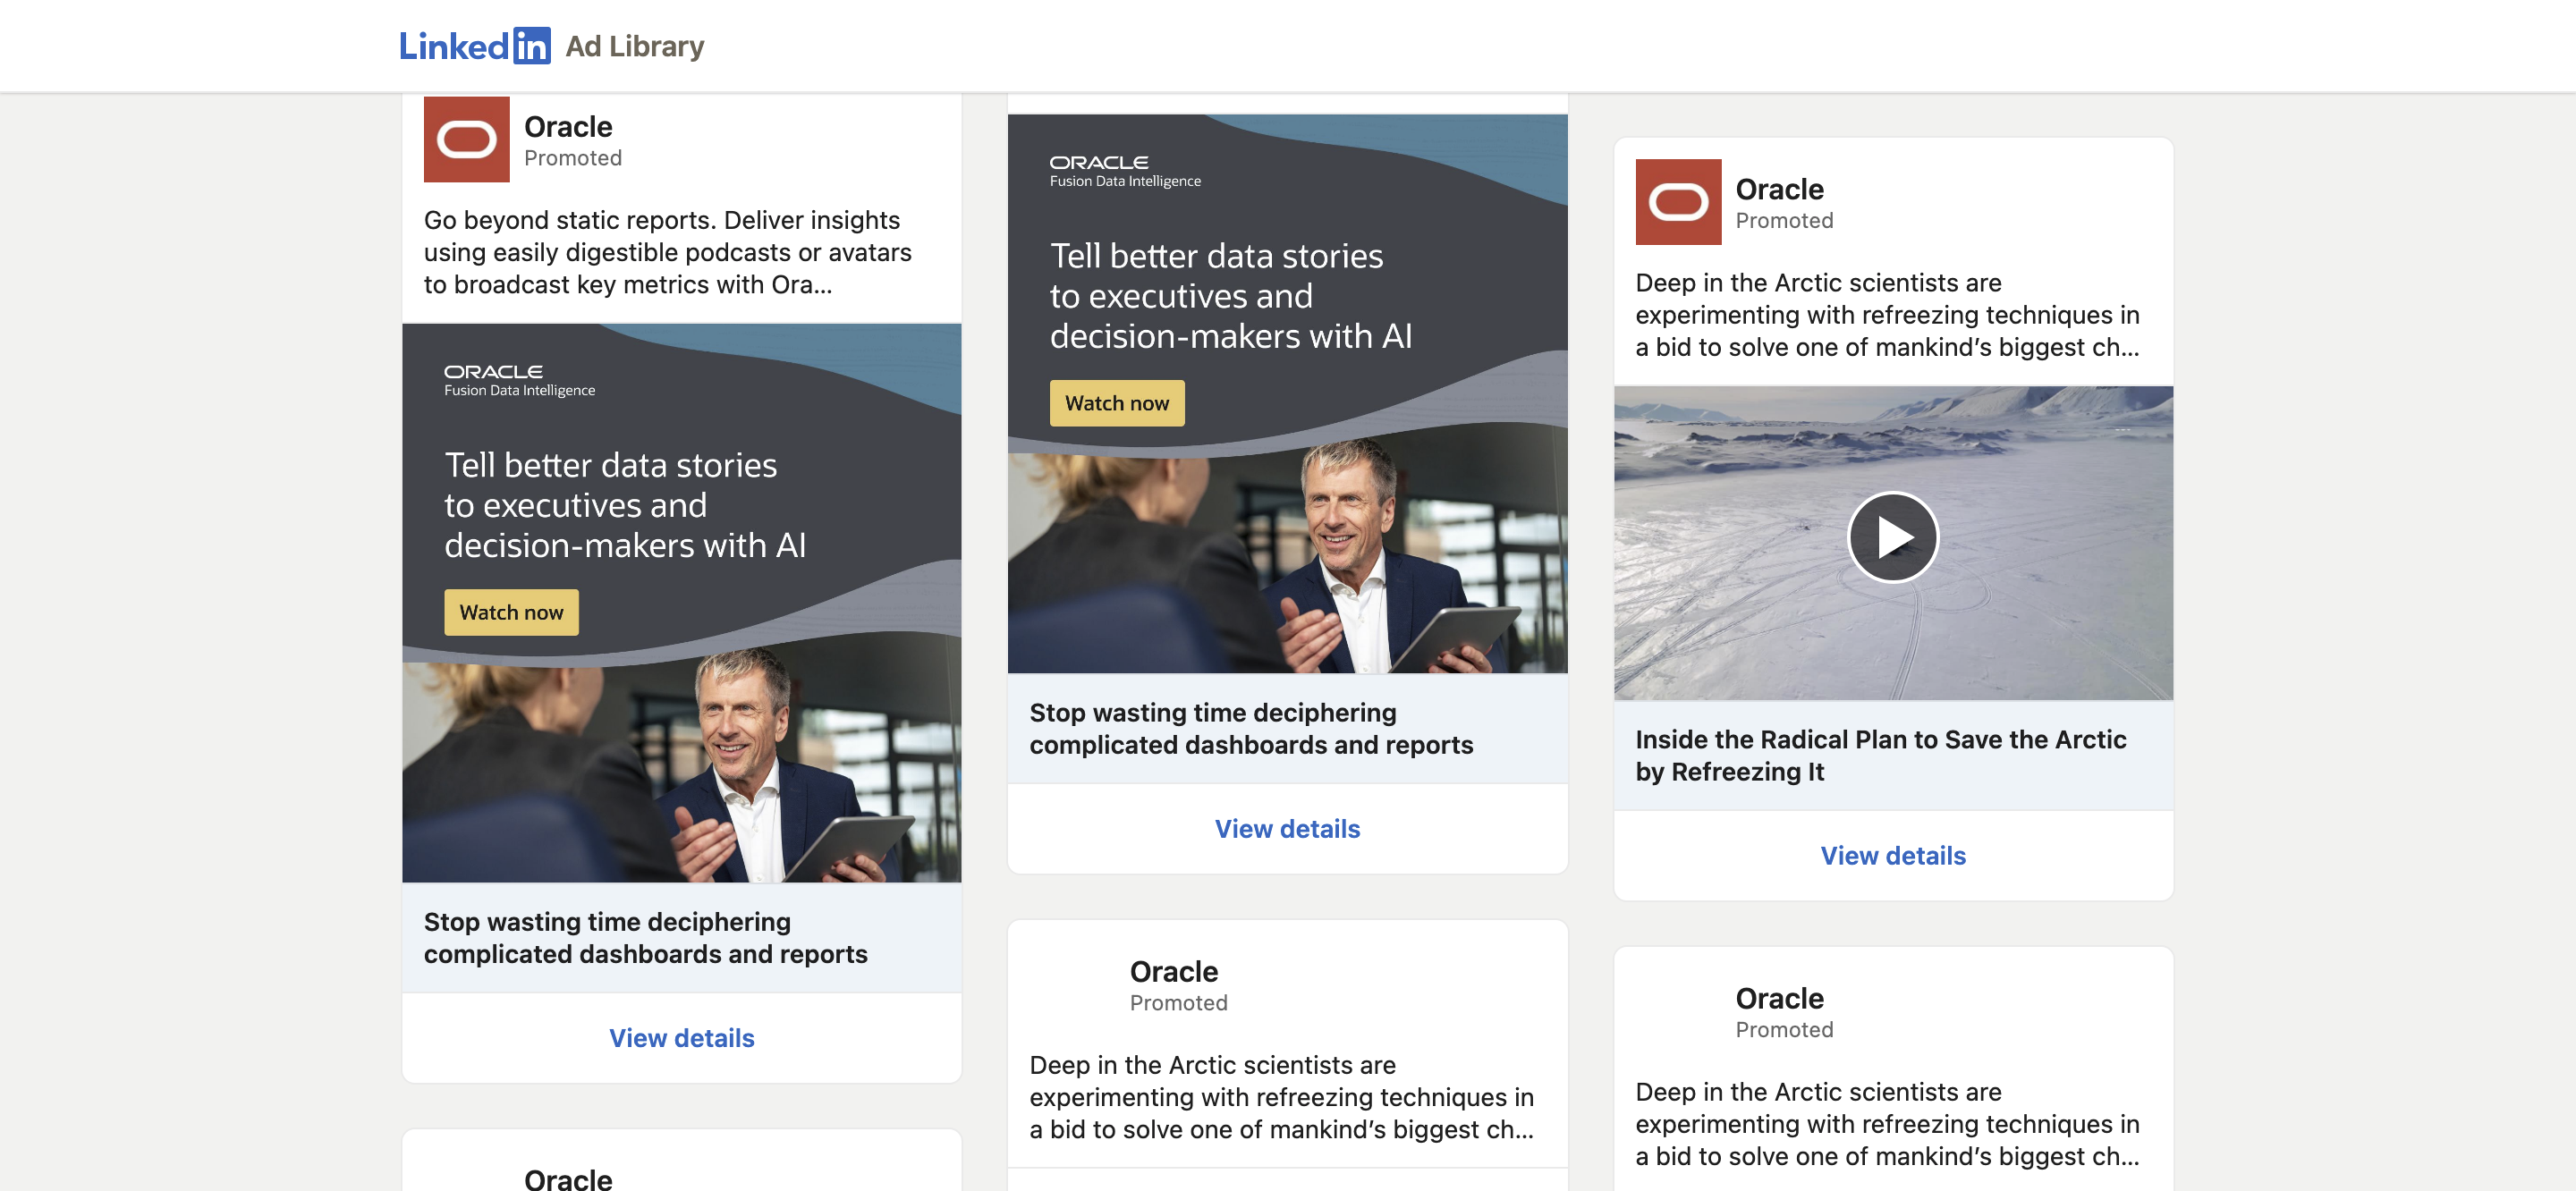 LinkedIn Ad Library
Oracle
Promoted
Go beyond static reports. Deliver insights
using easily digestible podcasts or avatars
to broadcast key metrics with Ora...
ORACLE
Fusion Data Intelligence
Tell better data stories
to executives and
decision-makers with AI
Watch now
Stop wasting time deciphering
complicated dashboards and reports
View details
Oracle
ORACLE
Fusion Data Intelligence
Tell better data stories
to executives and
decision-makers with AI
Watch now
Stop wasting time deciphering
complicated dashboards and reports
View details
Oracle
Promoted
Deep in the Arctic scientists are
experimenting with refreezing techniques in
a bid to solve one of mankind’s biggest ch...
Oracle
Promoted
Deep in the Arctic scientists are
experimenting with refreezing techniques in
a bid to solve one of mankind’s biggest ch...
Inside the Radical Plan to Save the Arctic
by Refreezing It
View details
Oracle
Promoted
Deep in the Arctic scientists are
experimenting with refreezing techniques in
a bid to solve one of mankind’s biggest ch...